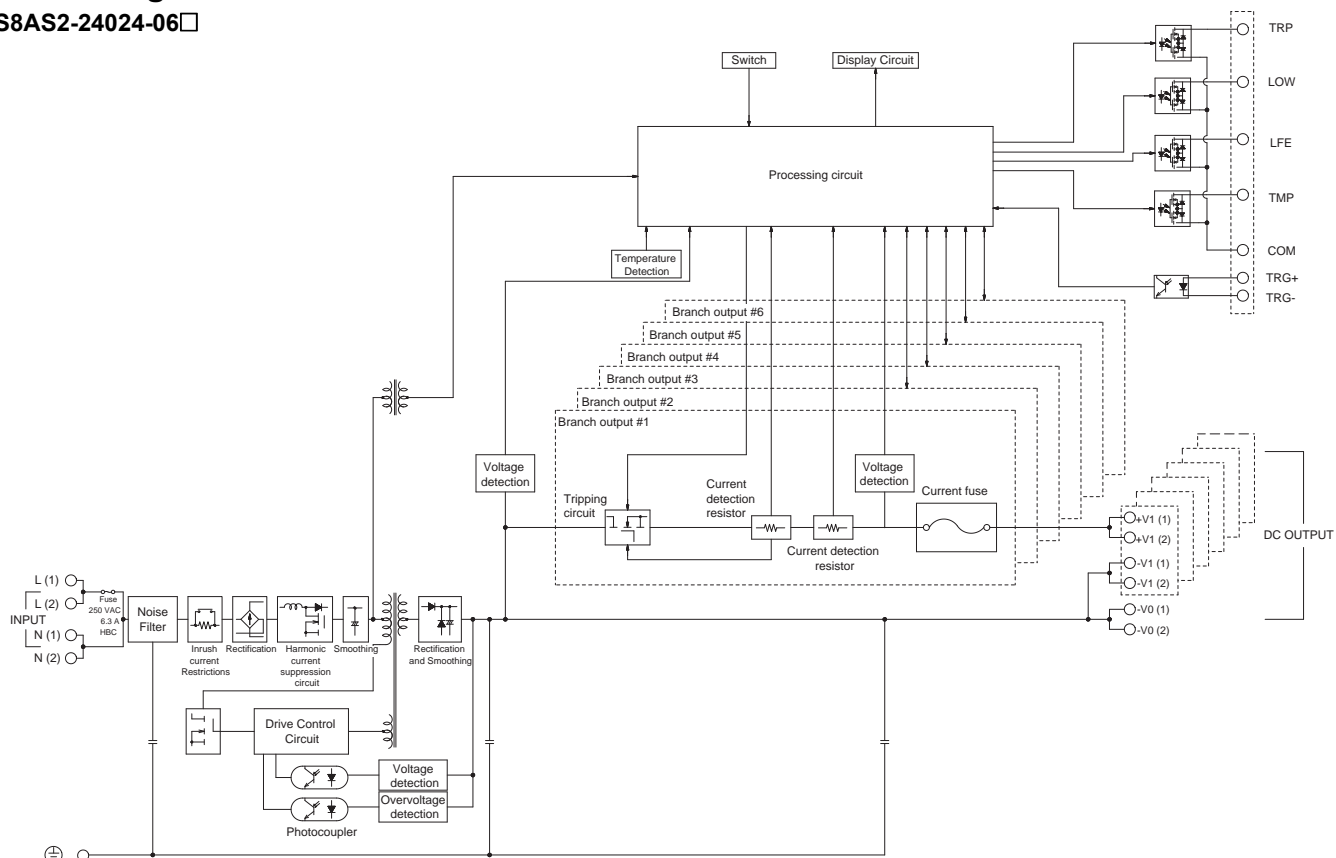 S8AS2-24024-06□
TRP
LOW
LFE
TMP
COM
TRG+
TRG-
Switch
Display Circuit
Processing circuit
Temperature
Detection
Branch output #6
Branch output #5
Branch output #4
Branch output #3
Branch output #2
Branch output #1
Voltage
detection
Tripping
circuit
Current
detection
resistor
Current detection
resistor
Voltage
detection
Current fuse
+V1 (1)
+V1 (2)
-V1 (1)
-V1 (2)
-V0 (1)
-V0 (2)
DC OUTPUT
L (1)
L (2)
INPUT
N (1)
N (2)
Fuse
250 VAC
6.3 A
HBC
Noise
Filter
Inrush
current
Restrictions
Rectification
Harmonic
current
suppression
circuit
Smoothing
Rectification
and Smoothing
Drive Control
Circuit
Voltage
detection
Overvoltage
detection
Photocoupler